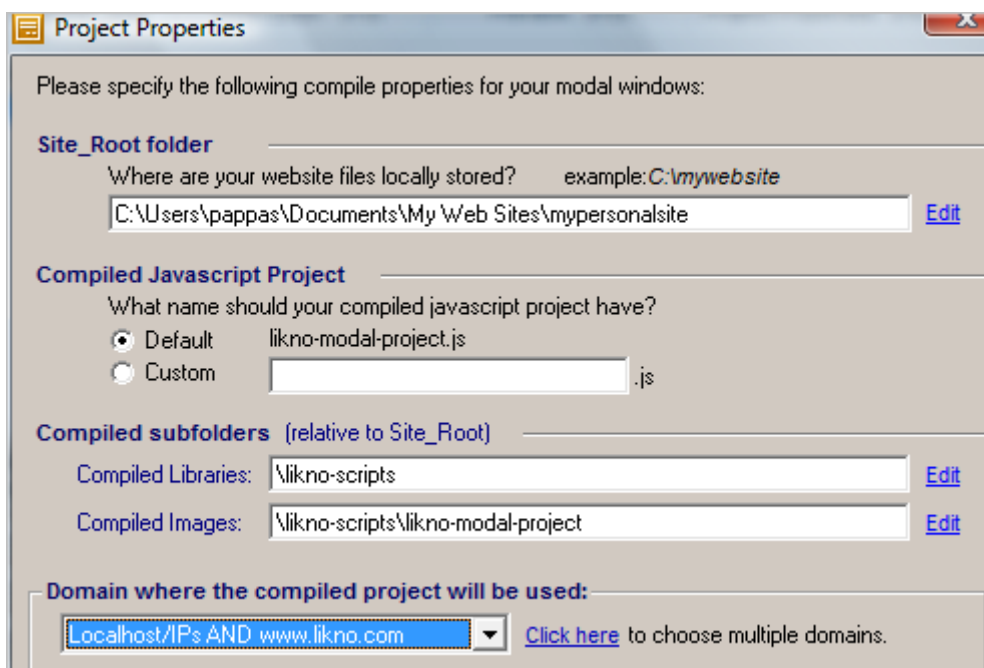 Project Properties
Please specify the following compile properties for your modal windows:
Site_Root folder
Where are your website files locally stored? example:C:\mywebsite
C:\Users\pappas\Documents\My Web Sites\mypersonalsite Edit
Compiled Javascript Project
What name should your compiled javascript project have?
Default likno-modal-project.js
Custom .js
Compiled subfolders (relative to Site_Root)
Compiled Libraries: \likno-scripts Edit
Compiled Images: \likno-scripts\likno-modal-project Edit
Domain where the compiled project will be used:
Localhost/IPs AND www.likno.com Click here to choose multiple domains.